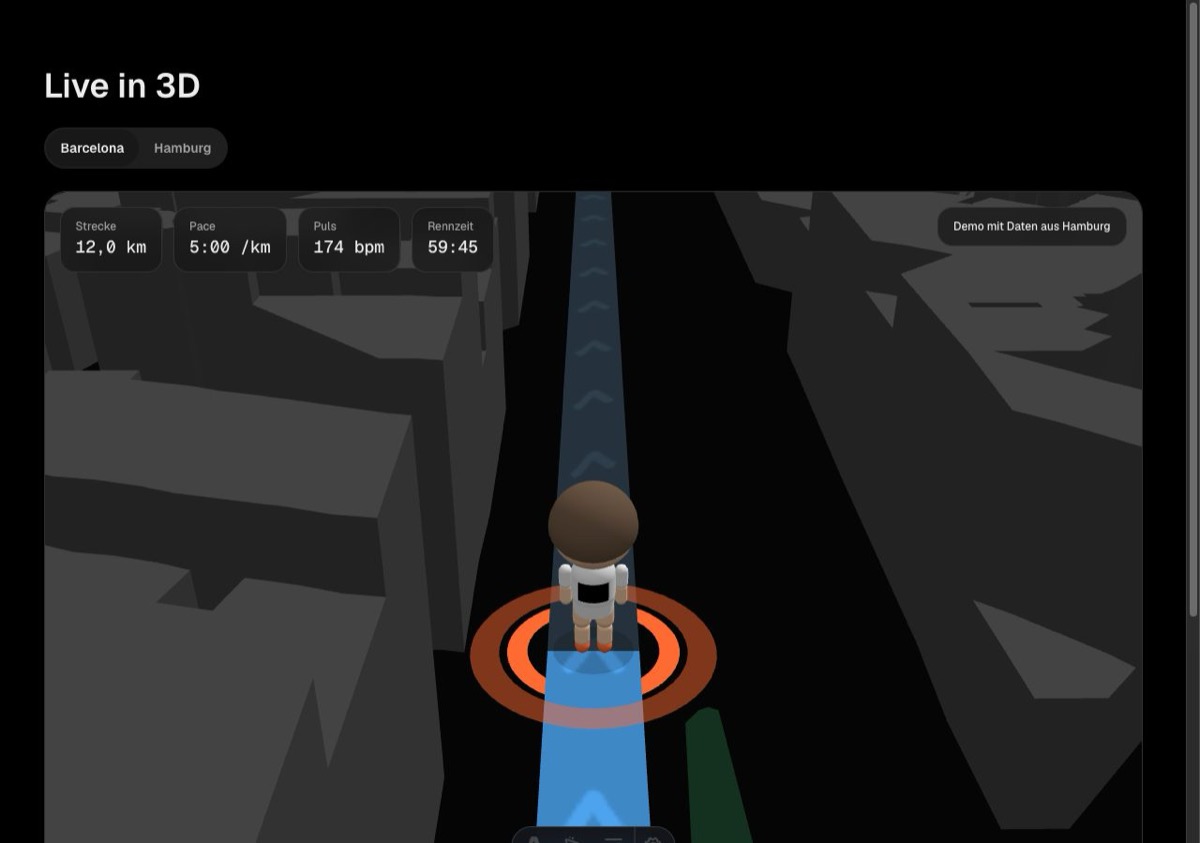 Live in 3D
Barcelona
Hamburg
Strecke
12,0 km
Pace
5:00 /km
Puls
174 bpm
Rennzeit
59:45
Demo mit Daten aus Hamburg